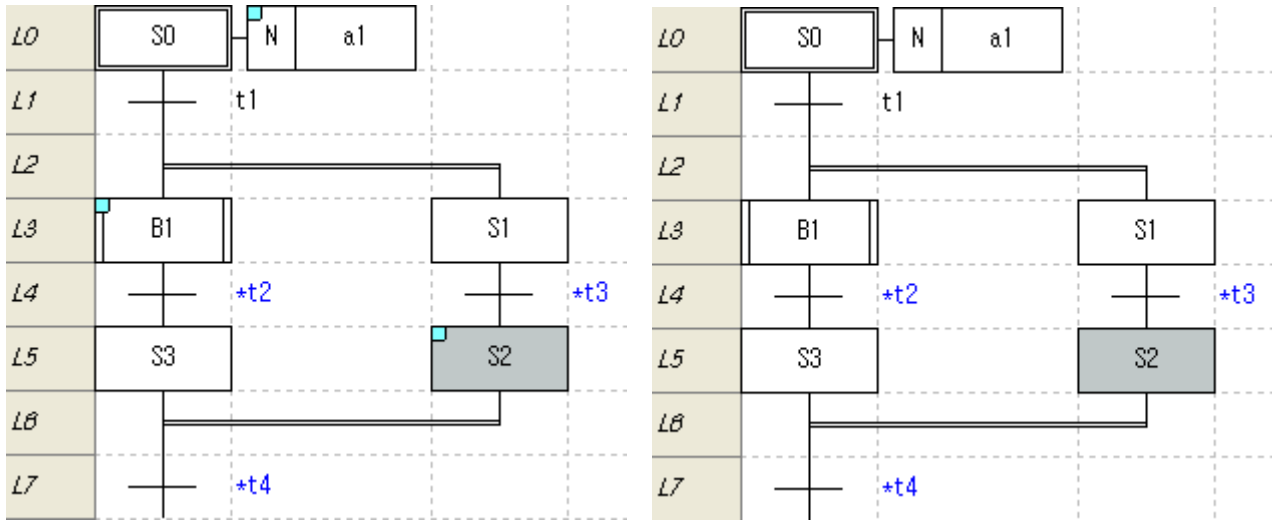 L0 S0 N a1
L1 t1
L2
L3 B1 S1
L4 *t2 *t3
L5 S3 S2
L6
L7 *t4
L0 S0 N a1
L1 t1
L2
L3 B1 S1
L4 *t2 *t3
L5 S3 S2
L6
L7 *t4